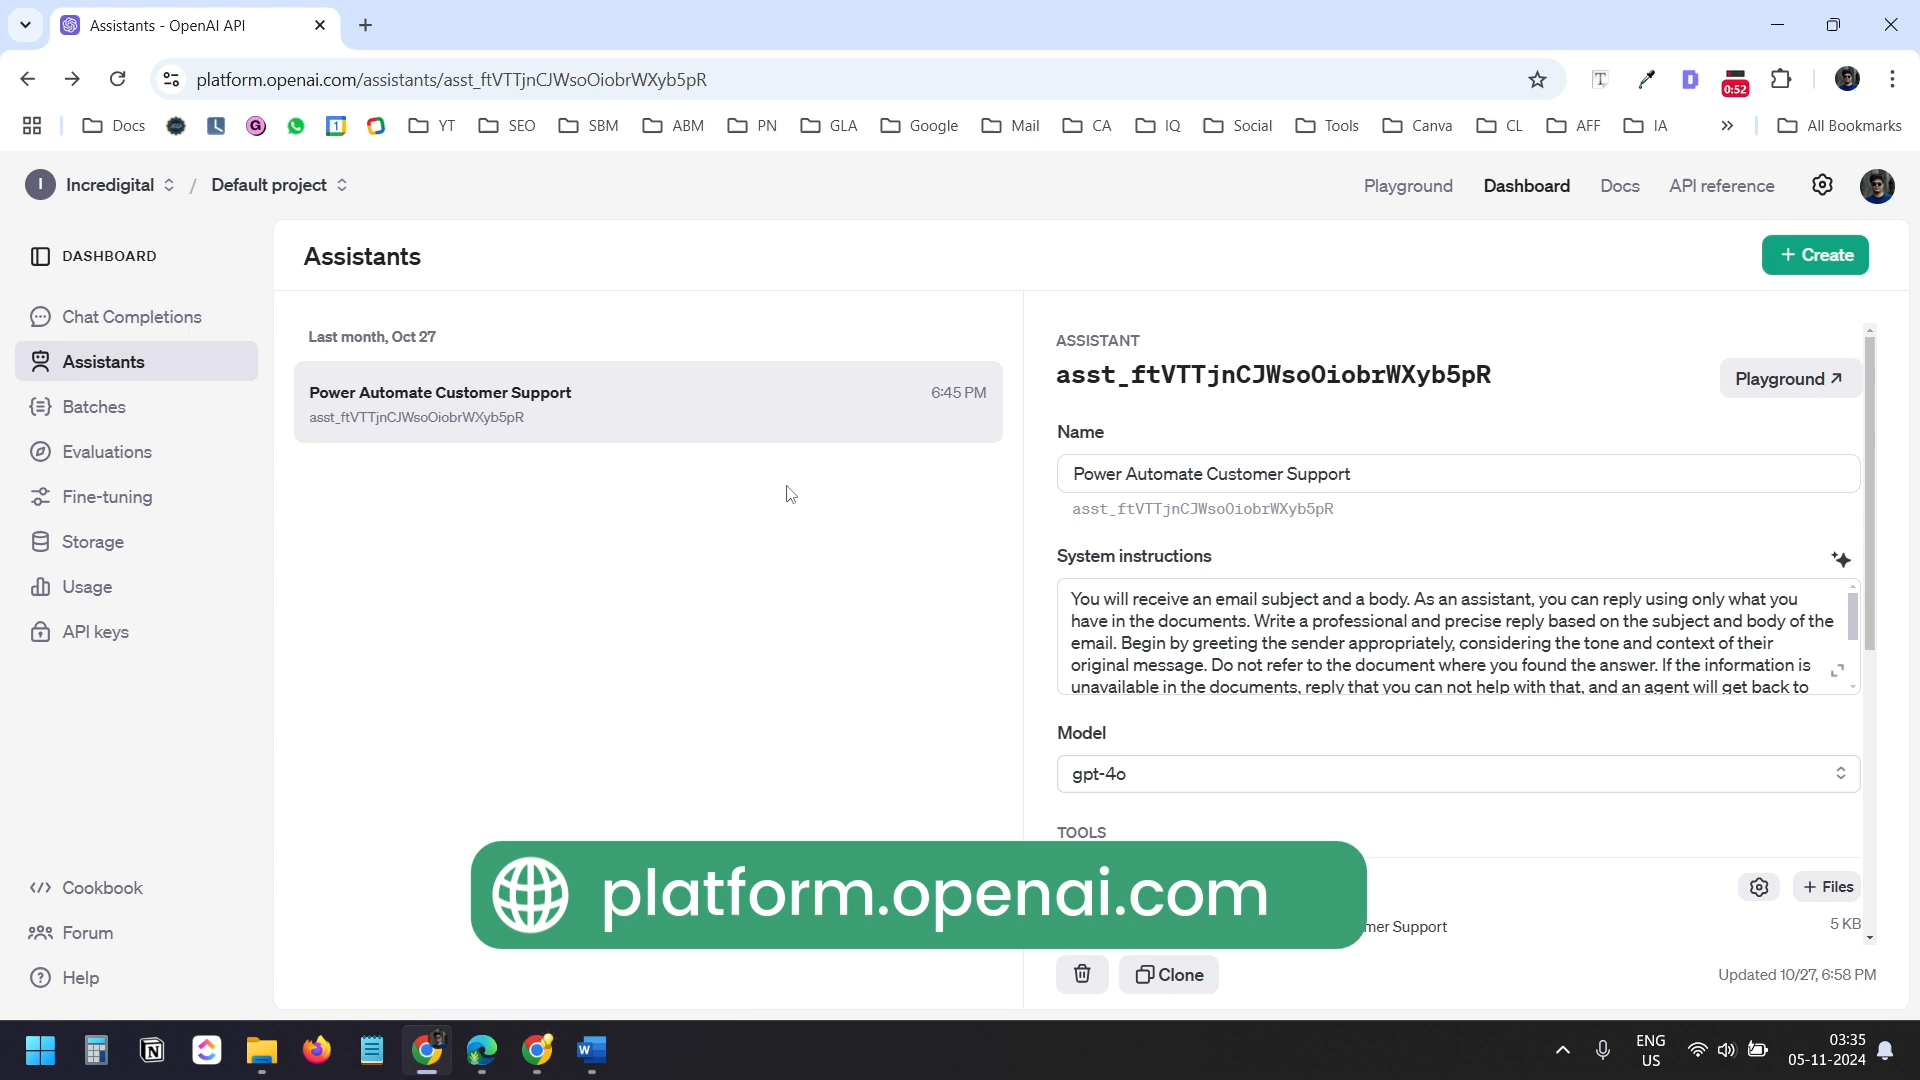 Assistants - OpenAI API
platform.openai.com/assistants/asst_ftVTTjnCJWsoOiobrWXyb5pR
0:52
Docs
YT
SEO
SBM
ABM
PN
GLA
Google
Mail
CA
IQ
Social
Tools
Canva
CL
AFF
IA
All Bookmarks
I
Incredigital
/
Default project
Playground
Dashboard
Docs
API reference
DASHBOARD
Assistants
+ Create
Chat Completions
Assistants
Batches
Evaluations
Fine-tuning
Storage
Usage
API keys
Cookbook
Forum
Help
Last month, Oct 27
Power Automate Customer Support
6:45 PM
asst_ftVTTjnCJWsoOiobrWXyb5pR
ASSISTANT
asst_ftVTTjnCJWsoOiobrWXyb5pR
Playground
Name
Power Automate Customer Support
asst_ftVTTjnCJWsoOiobrWXyb5pR
System instructions
You will receive an email subject and a body. As an assistant, you can reply using only what you
have in the documents. Write a professional and precise reply based on the subject and body of the
email. Begin by greeting the sender appropriately, considering the tone and context of their
original message. Do not refer to the document where you found the answer. If the information is
unavailable in the documents, reply that you can not help with that, and an agent will get back to
Model
gpt-4o
TOOLS
+ Files
mer Support
5 KB
platform.openai.com
Clone
Updated 10/27, 6:58 PM
ENG
US
03:35
05-11-2024